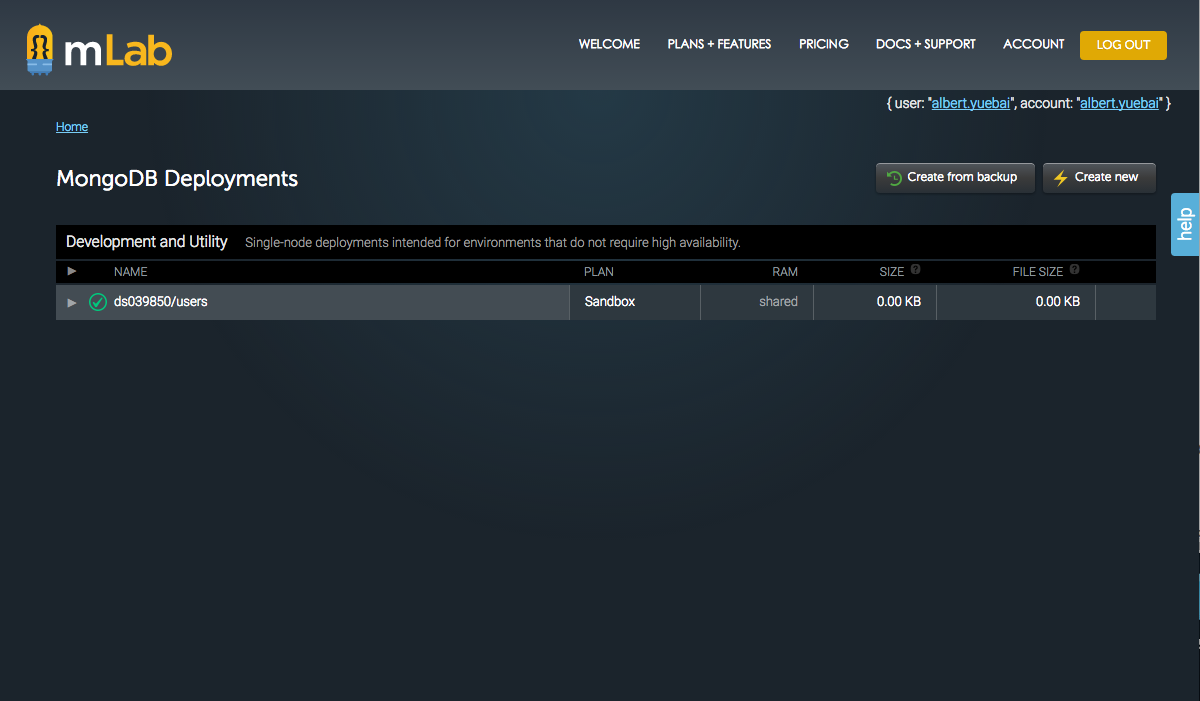 mLab
WELCOME PLANS + FEATURES PRICING DOCS + SUPPORT ACCOUNT LOG OUT
{ user: "albert.yuebai", account: "albert.yuebai" }
Home
MongoDB Deployments
Create from backup Create new
help
Development and Utility Single-node deployments intended for environments that do not require high availability.
NAME PLAN RAM SIZE ? FILE SIZE ?
ds039850/users Sandbox shared 0.00 KB 0.00 KB